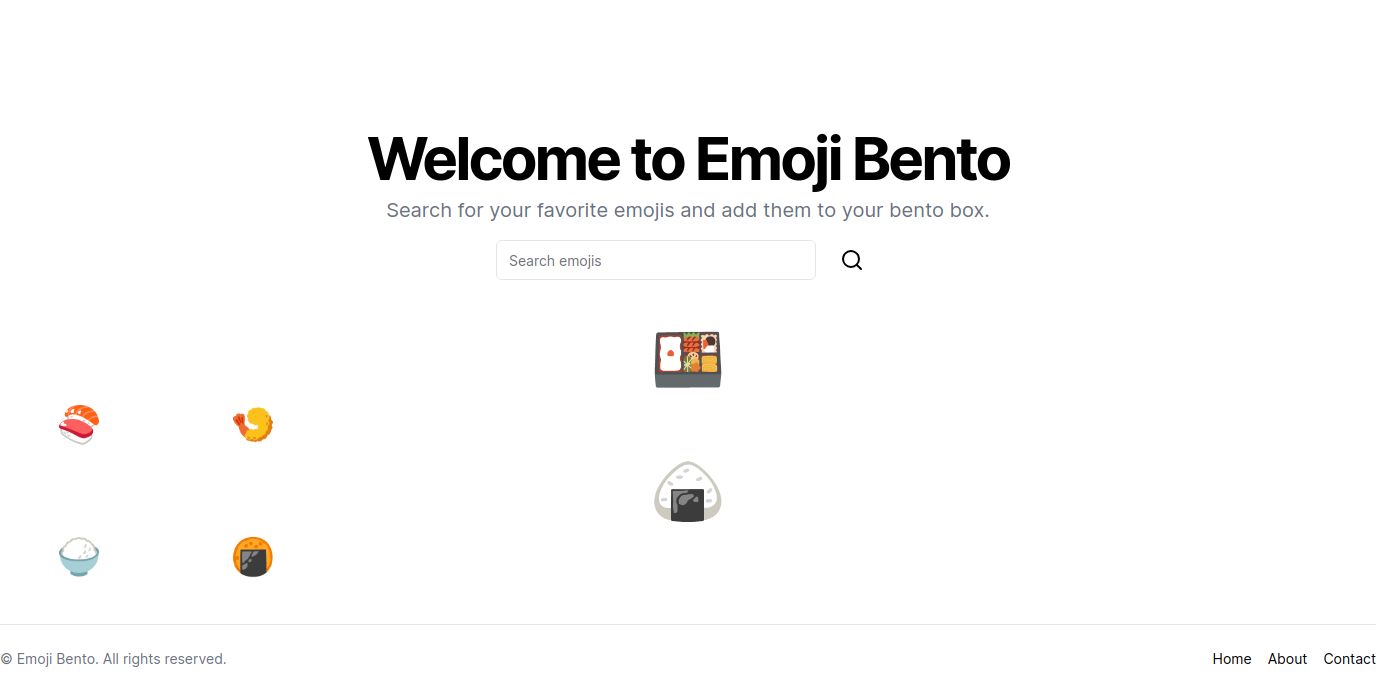 Welcome to Emoji Bento
Search for your favorite emojis and add them to your bento box.
Search emojis
© Emoji Bento. All rights reserved.
Home About Contact